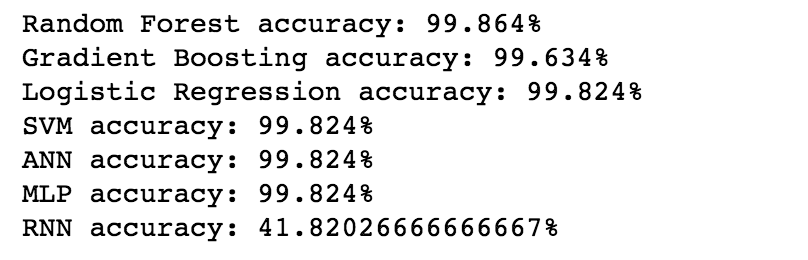 Random Forest accuracy: 99.864%
Gradient Boosting accuracy: 99.634%
Logistic Regression accuracy: 99.824%
SVM accuracy: 99.824%
ANN accuracy: 99.824%
MLP accuracy: 99.824%
RNN accuracy: 41.82026666666667%